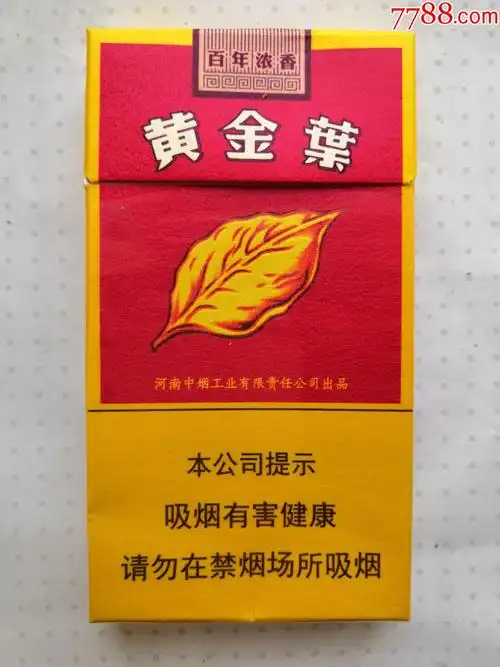 7788.com
百年浓香
黄金葉
河南中烟工业有限责任公司出品
本公司提示
吸烟有害健康
请勿在禁烟场所吸烟